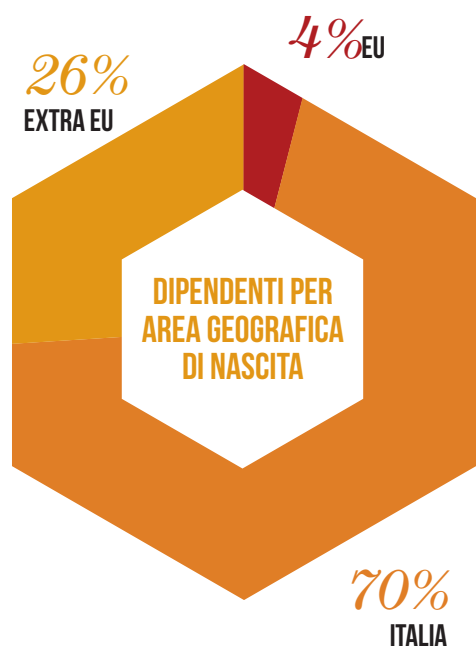 4% EU
26%
EXTRA EU
DIPENDENTI PER
AREA GEOGRAFICA
DI NASCITA
70%
ITALIA